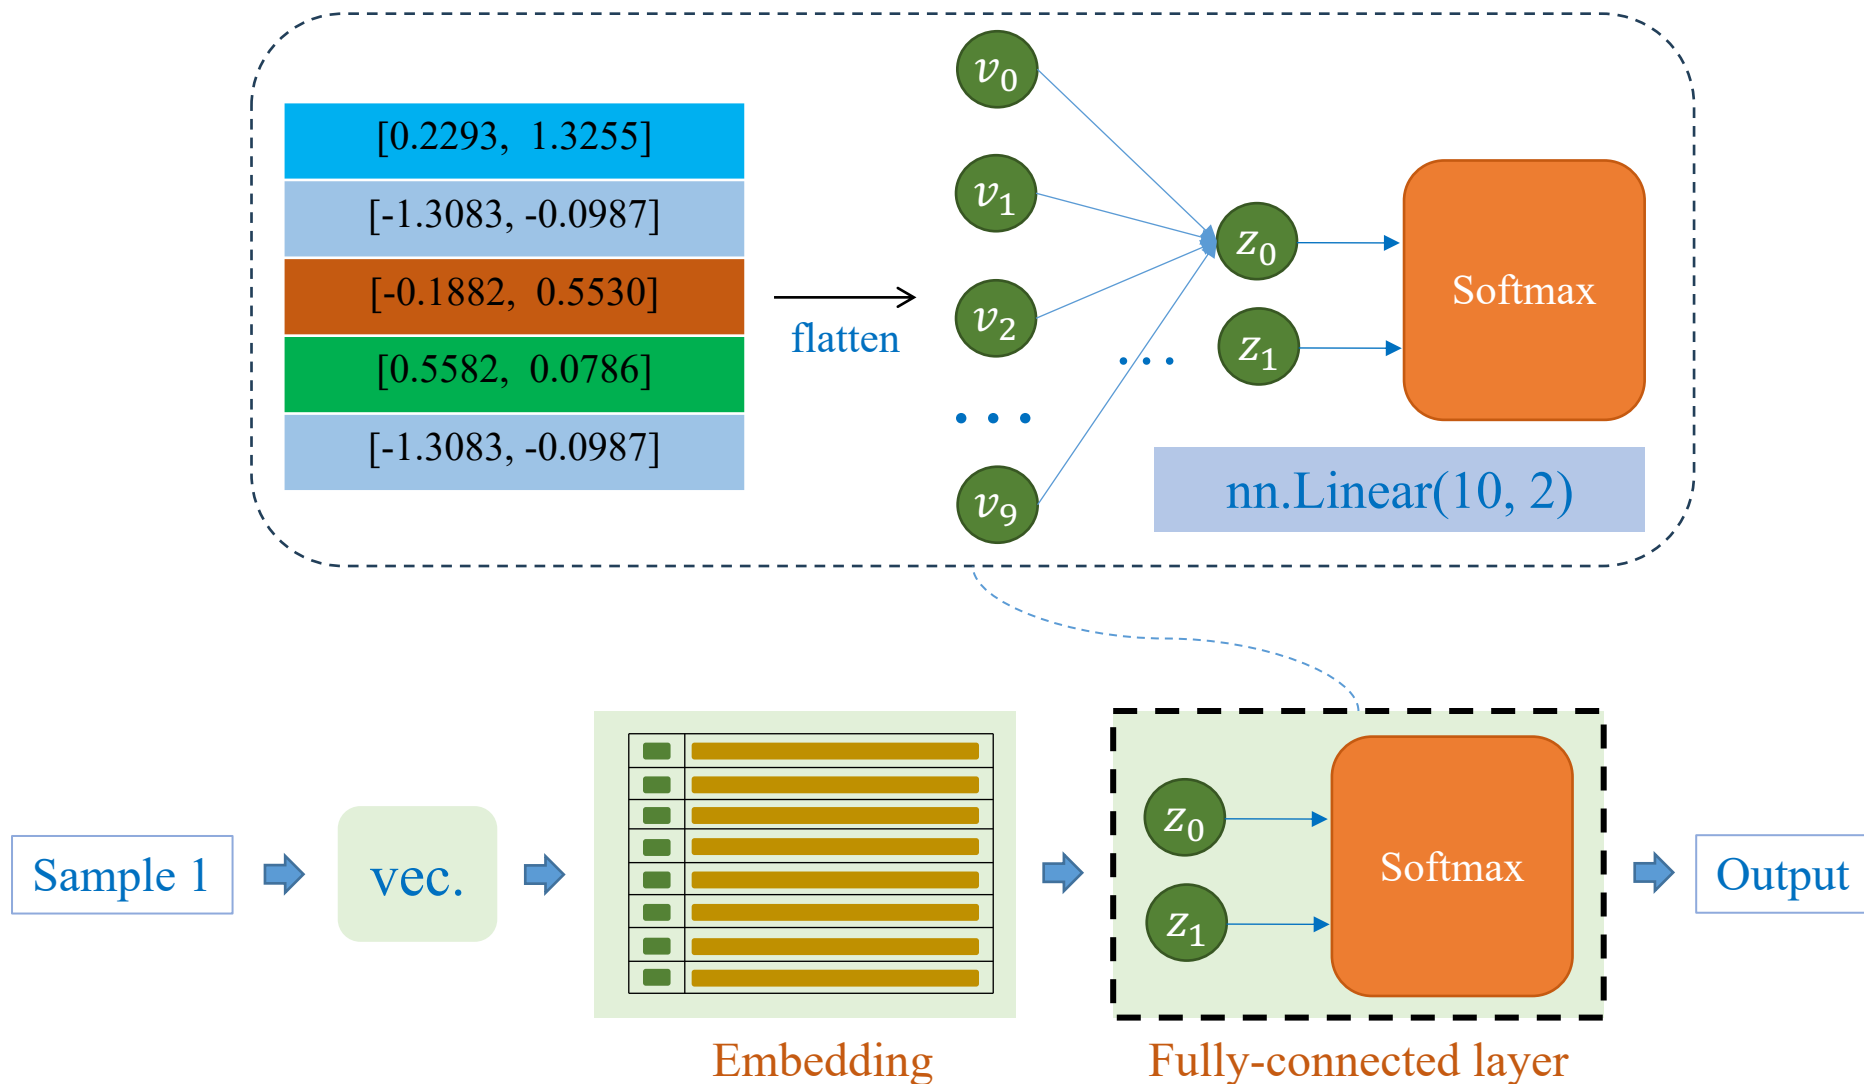 [0.2293, 1.3255]
[-1.3083, -0.0987]
[-0.1882, 0.5530]
[0.5582, 0.0786]
[-1.3083, -0.0987]
flatten
v₀
v₁
v₂
...
v₉
...
z₀
z₁
Softmax
nn.Linear(10, 2)
Sample 1
vec.
Embedding
z₀
z₁
Softmax
Fully-connected layer
Output